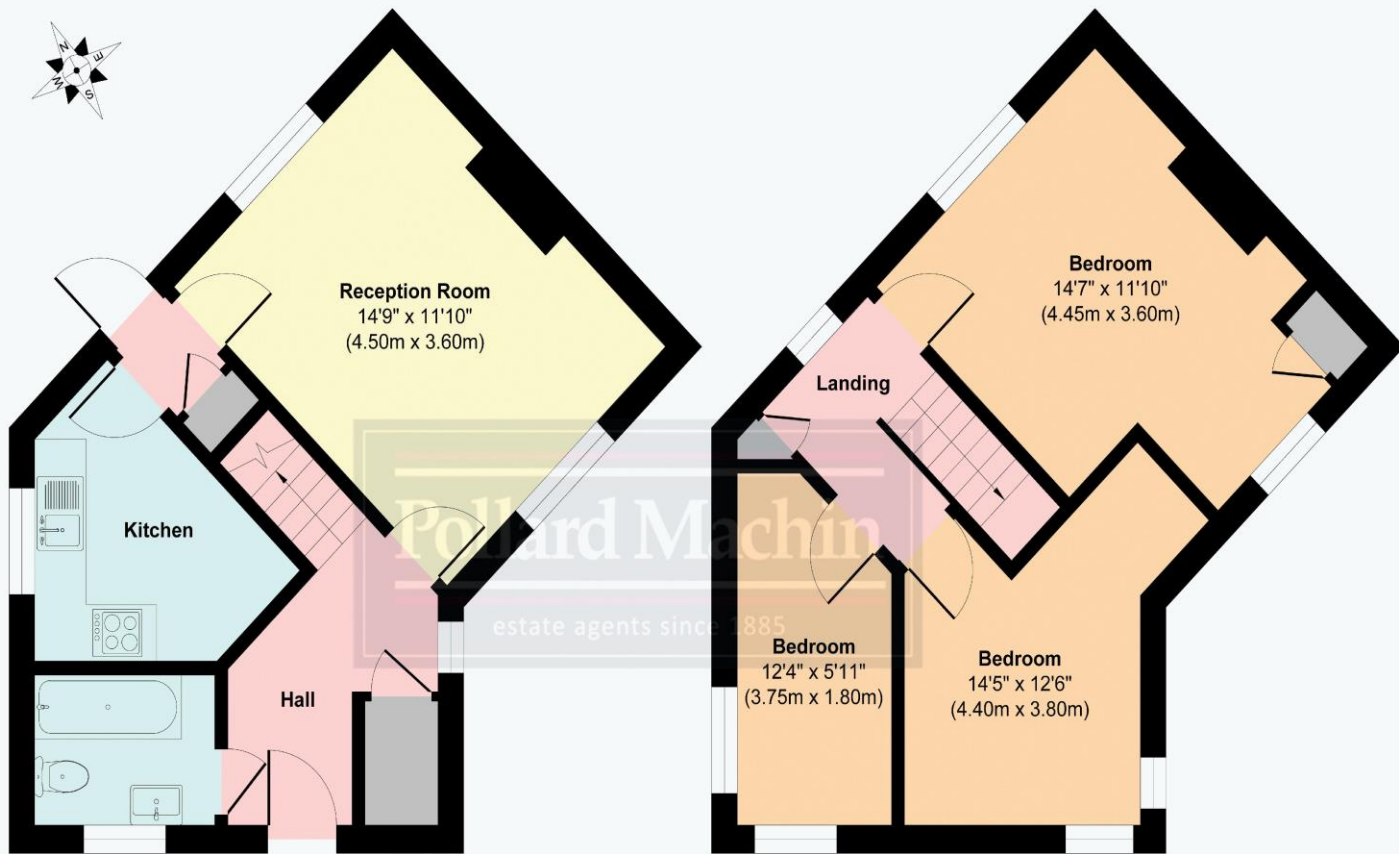 N
E
W
S
Reception Room
14'9" x 11'10"
(4.50m x 3.60m)
Kitchen
Hall
Bedroom
14'7" x 11'10"
(4.45m x 3.60m)
Landing
Bedroom
12'4" x 5'11"
(3.75m x 1.80m)
Bedroom
14'5" x 12'6"
(4.40m x 3.80m)
Pollard Machin
estate agents since 1885